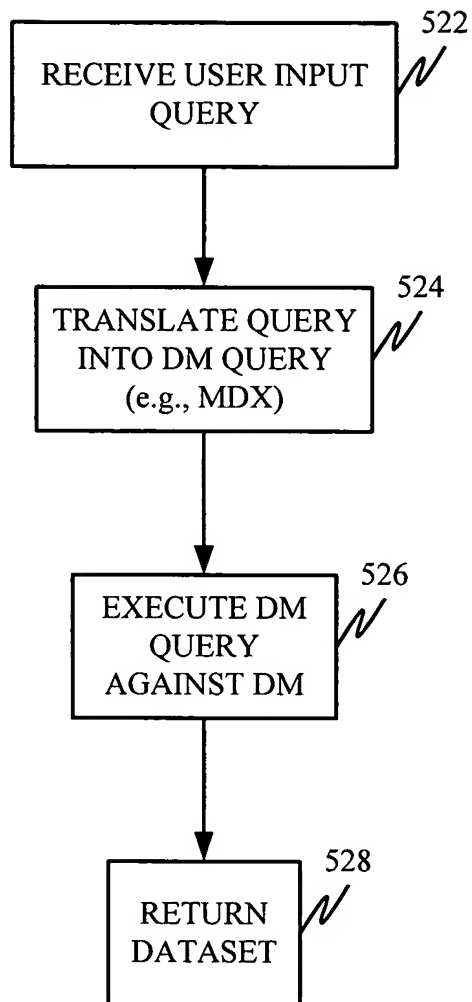 522
RECEIVE USER INPUT
QUERY
524
TRANSLATE QUERY
INTO DM QUERY
(e.g., MDX)
526
EXECUTE DM
QUERY
AGAINST DM
528
RETURN
DATASET